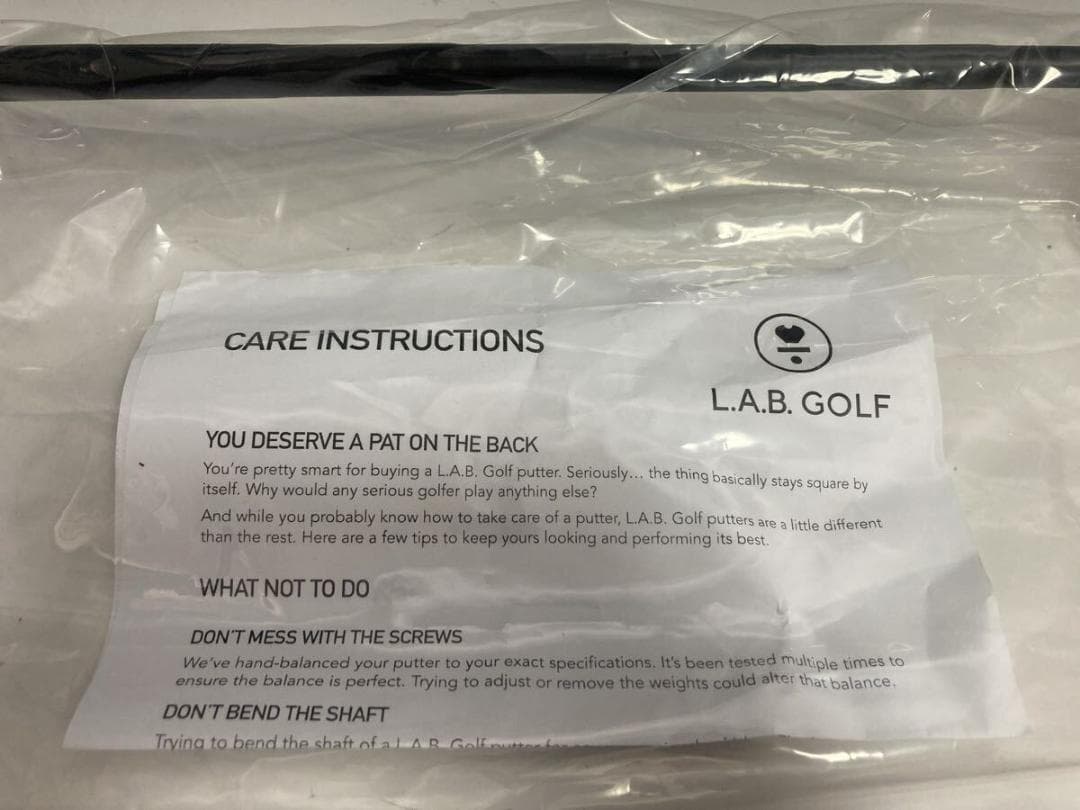 CARE INSTRUCTIONS
L.A.B. GOLF
YOU DESERVE A PAT ON THE BACK
You're pretty smart for buying a L.A.B. Golf putter. Seriously... the thing basically stays square by
itself. Why would any serious golfer play anything else?
And while you probably know how to take care of a putter, L.A.B. Golf putters are a little different
than the rest. Here are a few tips to keep yours looking and performing its best.
WHAT NOT TO DO
DON'T MESS WITH THE SCREWS
We've hand-balanced your putter to your exact specifications. It's been tested multiple times to
ensure the balance is perfect. Trying to adjust or remove the weights could alter that balance.
DON'T BEND THE SHAFT
Trying to bend the shaft of a L.A.B. Golf putter